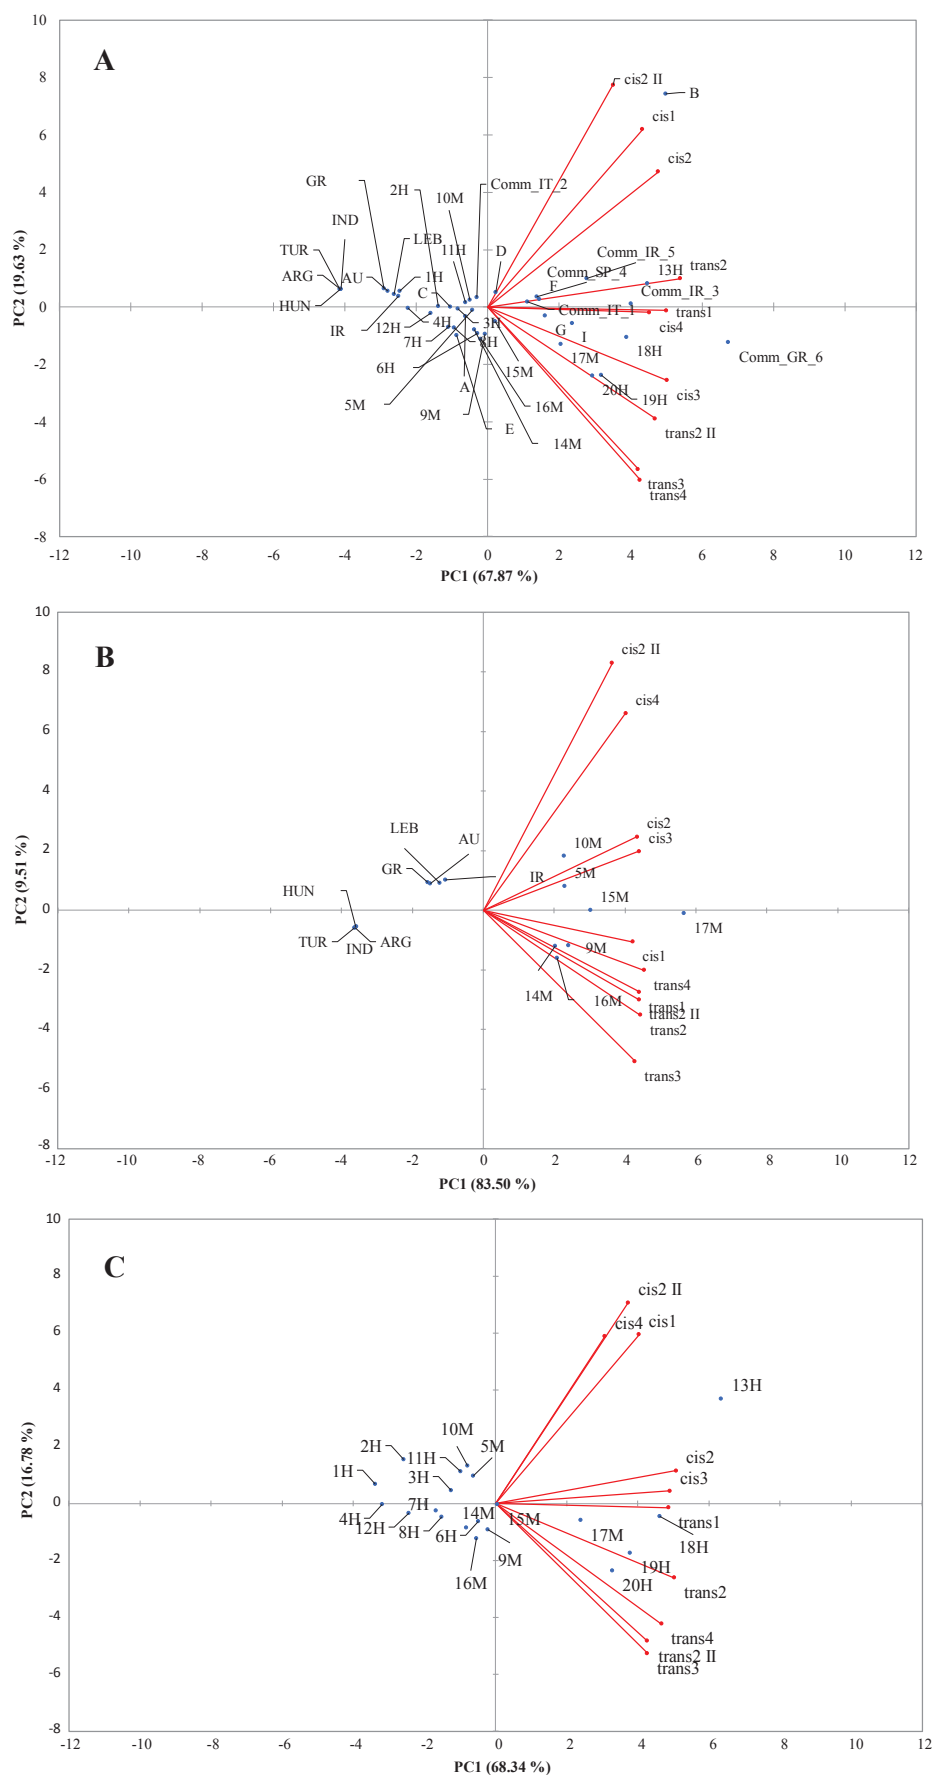 10
A
cis2 II
B
8
cis1
6
cis2
GR
2H
Comm_IT_2
10M
4
IND
LEB
11H
D
Comm_IR_5
TUR
2
Comm_SP_4
13H
trans2
ARG
AU
1H
F
Comm_IR_3
HUN
C
Comm_IT_1
trans1
0
IR
12H
4H
3H
G
I
cis4
7H
8H
17M
18H
Comm_GR_6
-2
6H
15M
20H
19H
cis3
A
5M
9M
16M
E
14M
trans2 II
-4
trans3
-6
trans4
-8
-12
-10
-8
-6
-4
-2
0
2
4
6
8
10
12
PC1 (67.87 %)
PC2 (19.63 %)
10
B
cis2 II
8
cis4
6
4
LEB
AU
10M
cis2
cis3
2
GR
IR
5M
HUN
15M
0
TUR
IND
ARG
9M
17M
cis1
-2
14M
16M
trans4
trans1
trans2 II
trans2
-4
trans3
-6
-8
-12
-10
-8
-6
-4
-2
0
2
4
6
8
10
12
PC1 (83.50 %)
PC2 (9.51 %)
10
C
8
cis2 II
cis4
cis1
6
4
13H
10M
2H
11H
5M
cis2
2
1H
3H
cis3
0
4H
12H
7H
8H
6H
14M
15M
17M
trans1
18H
9M
19H
-2
16M
20H
trans2
-4
trans4
trans2 II
trans3
-6
-8
-12
-10
-8
-6
-4
-2
0
2
4
6
8
10
12
PC1 (68.34 %)
PC2 (16.78 %)